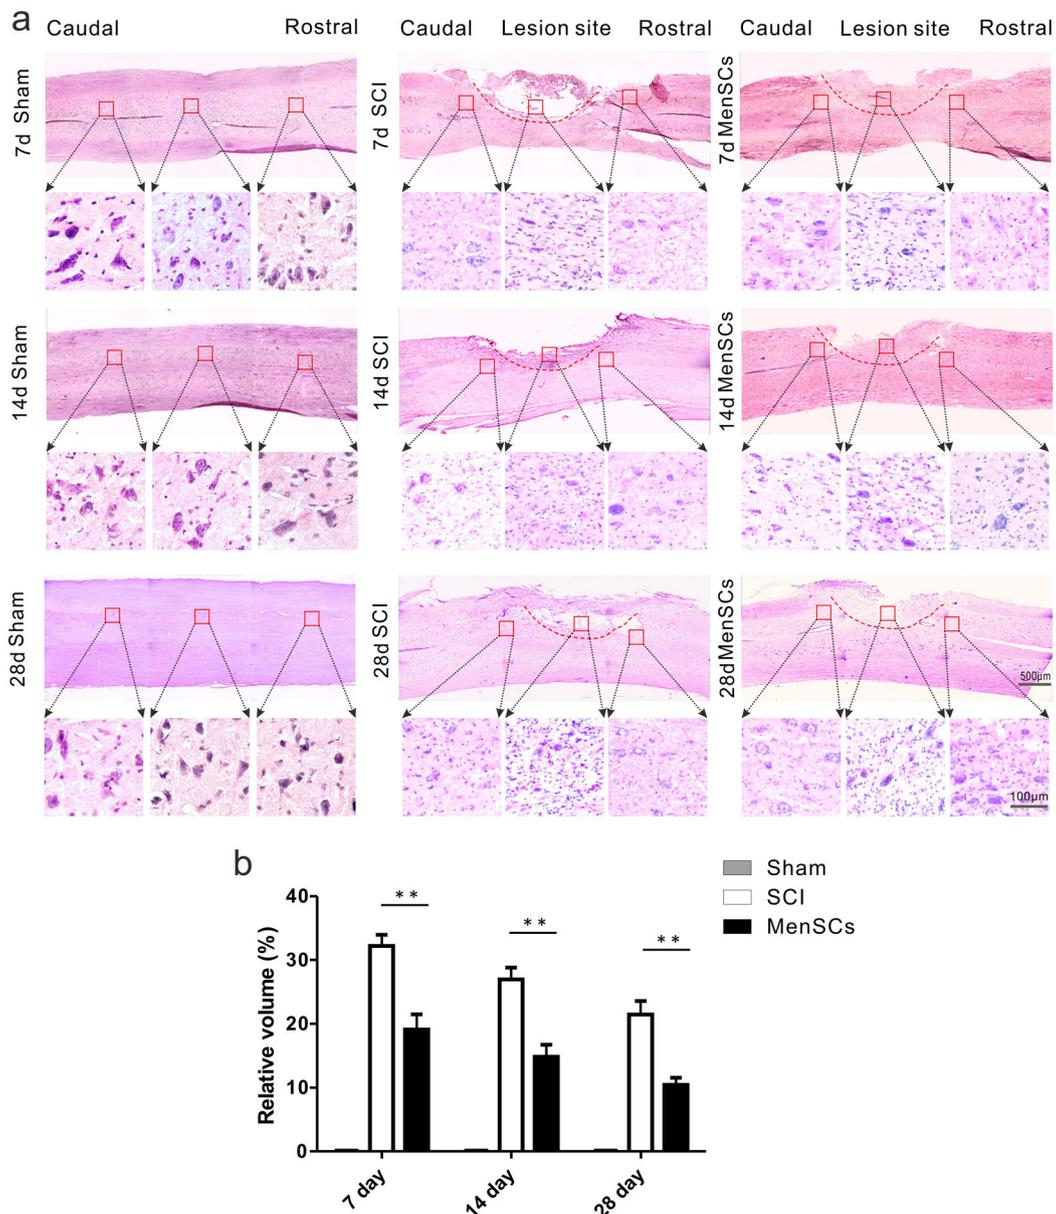 a
Caudal Rostral Caudal Lesion site Rostral Caudal Lesion site Rostral
7d Sham
7d SCI
7d MenSCs
14d Sham
14d SCI
14d MenSCs
28d Sham
28d SCI
28d MenSCs
500μm
100μm
b
Sham
SCI
MenSCs
Relative volume (%)
40
30
20
10
0
**
**
**
7 day
14 day
28 day